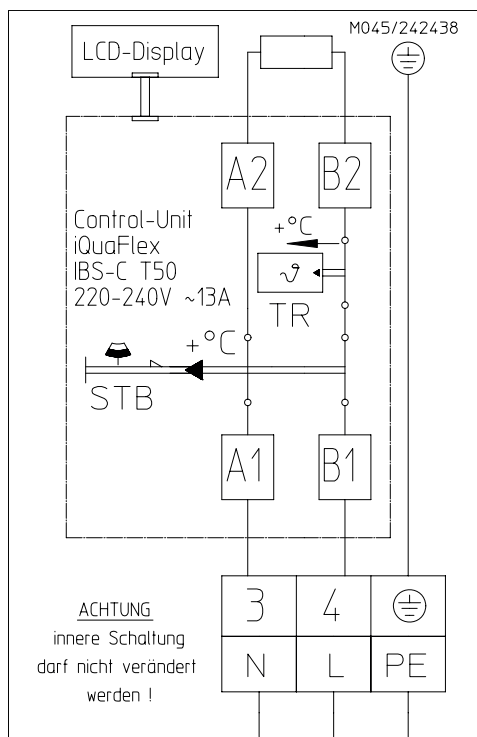 M045/242438
LCD-Display
A2
B2
Control-Unit
iQuaFlex
IBS-C T50
220-240V ~13A
+°C
ϑ
TR
+°C
STB
A1
B1
3
4
N
L
PE
ACHTUNG
innere Schaltung
darf nicht verändert
werden !